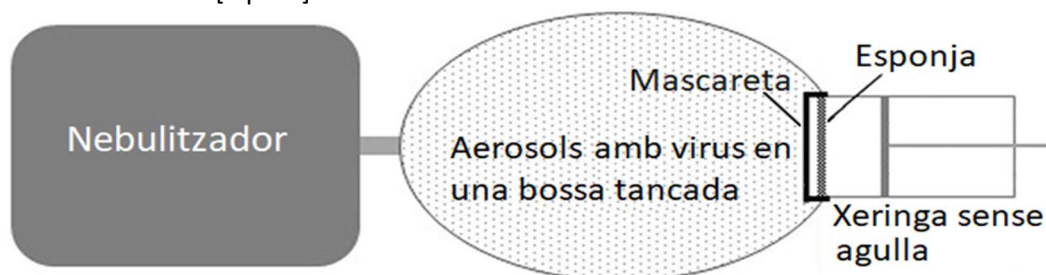 Esponja
Mascareta
Nebulitzador
Aerosols amb virus en
una bossa tancada
Xeringa sense
agulla